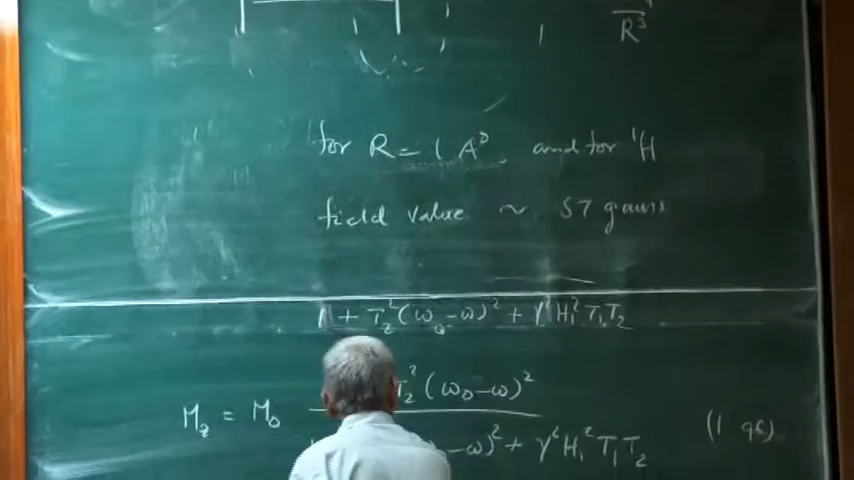 R³
for R = 1 A⁰ and for ¹H
field value ~ 57 gauss
1 + T₂²(ω₀-ω)² + γ²H₁²T₁T₂
M_z = M₀ T₂²(ω₀-ω)²
-ω)² + γ²H₁²T₁T₂ (1 96)